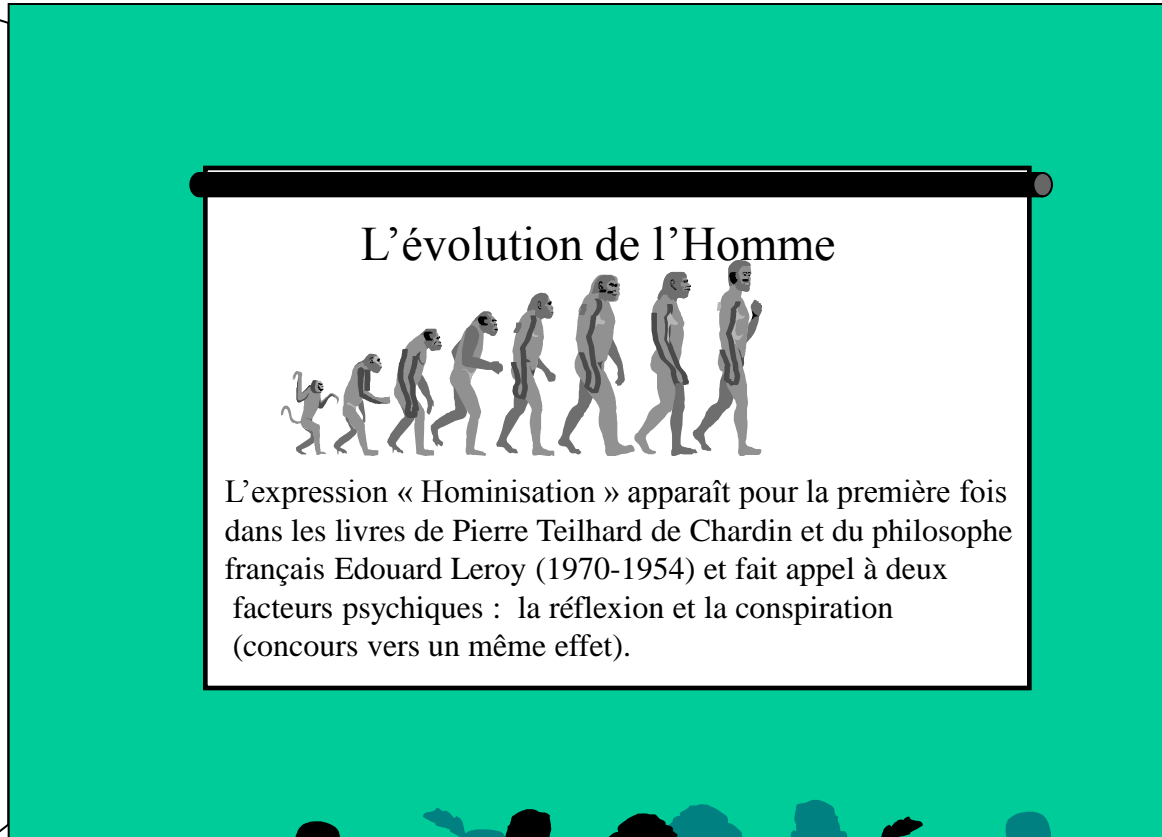 L’évolution de l’Homme
L’expression « Hominisation » apparaît pour la première fois
dans les livres de Pierre Teilhard de Chardin et du philosophe
français Edouard Leroy (1970-1954) et fait appel à deux
facteurs psychiques : la réflexion et la conspiration
(concours vers un même effet).